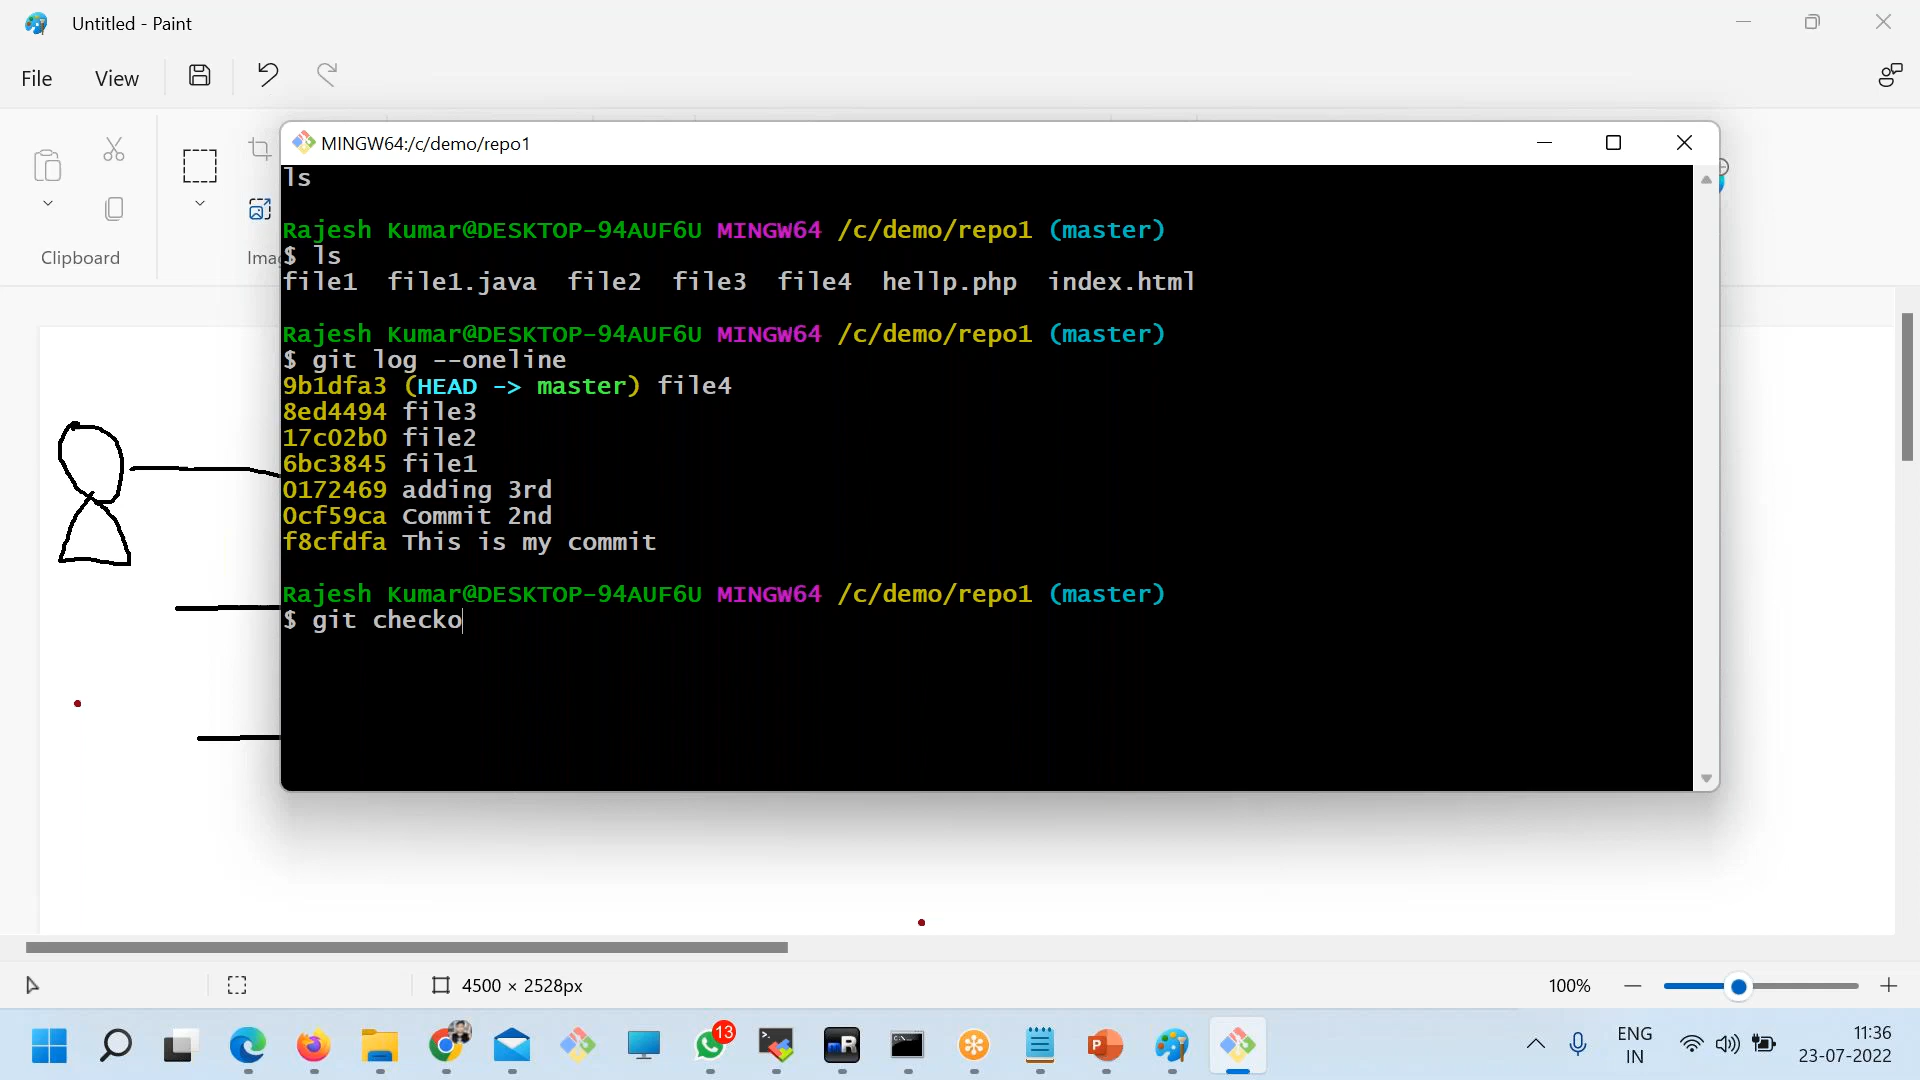 Untitled - Paint
File View
MINGW64:/c/demo/repo1
ls
Rajesh Kumar@DESKTOP-94AUF6U MINGW64 /c/demo/repo1 (master)
$ ls
file1 file1.java file2 file3 file4 hellp.php index.html
Rajesh Kumar@DESKTOP-94AUF6U MINGW64 /c/demo/repo1 (master)
$ git log --oneline
9b1dfa3 (HEAD -> master) file4
8ed4494 file3
17c02b0 file2
6bc3845 file1
0172469 adding 3rd
0cf59ca Commit 2nd
f8cfdfa This is my commit
Rajesh Kumar@DESKTOP-94AUF6U MINGW64 /c/demo/repo1 (master)
$ git checko
Clipboard
4500 × 2528px
100%
13
ENG
IN
11:36
23-07-2022